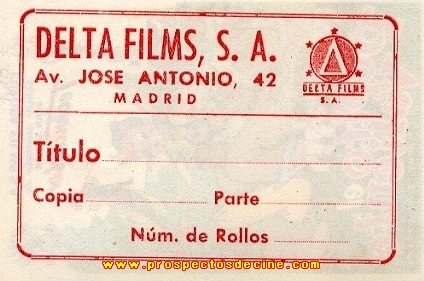 DELTA FILMS, S. A.
Av. JOSE ANTONIO, 42
MADRID
DELTA FILMS
S. A.
Título
Copia Parte
Núm. de Rollos
www.prospectosdecine.com